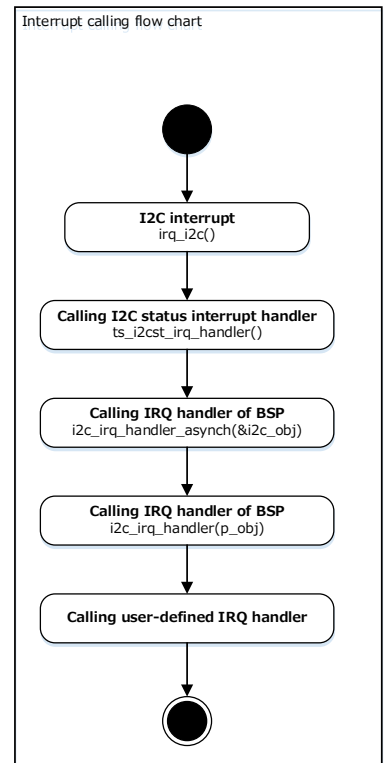 Interrupt calling flow chart
I2C interrupt
irq_i2c()
Calling I2C status interrupt handler
ts_i2cst_irq_handler()
Calling IRQ handler of BSP
i2c_irq_handler_asynch(&i2c_obj)
Calling IRQ handler of BSP
i2c_irq_handler(p_obj)
Calling user-defined IRQ handler